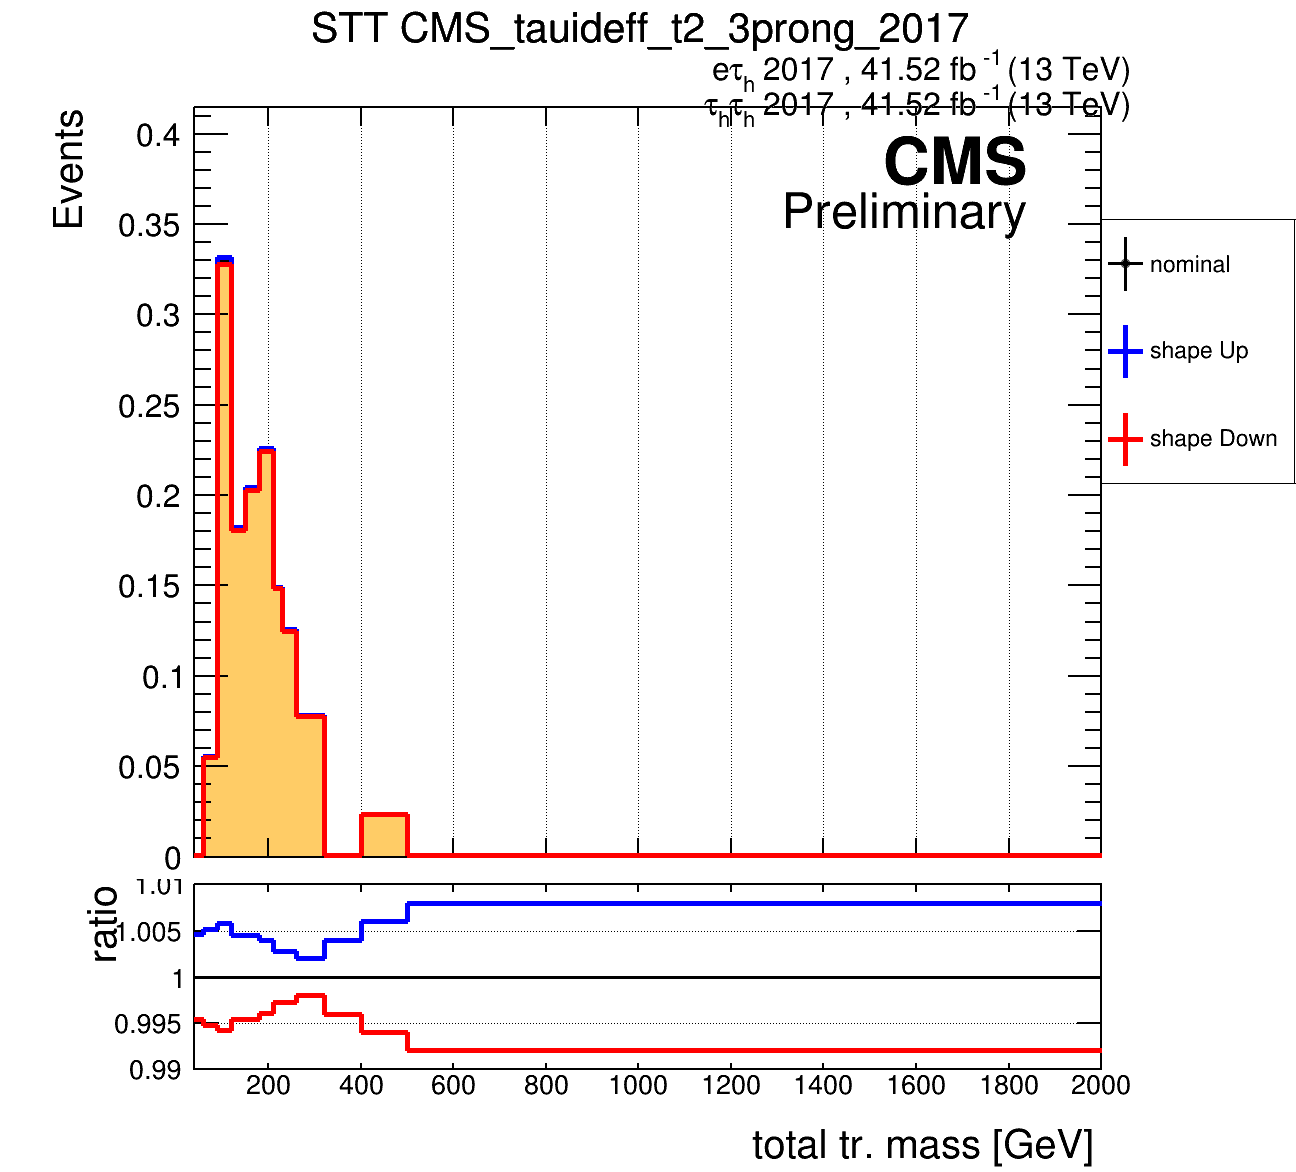 STT CMS_tauideff_t2_3prong_2017
eτh 2017 , 41.52 fb -1 (13 TeV)
τhτh 2017 , 41.52 fb -1 (13 TeV)
CMS
Preliminary
Events
0.4
0.35
0.3
0.25
0.2
0.15
0.1
0.05
0
nominal
shape Up
shape Down
ratio
1.01
1.005
1
0.995
0.99
200 400 600 800 1000 1200 1400 1600 1800 2000
total tr. mass [GeV]